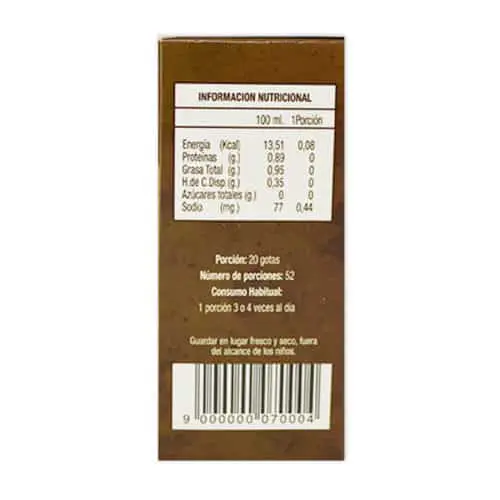 INFORMACION NUTRICIONAL
100 ml. 1Porción
Energía (Kcal) 13,51 0,08
Proteínas (g.) 0,89 0
Grasa Total (g.) 0,95 0
H.de C.Disp (g.) 0,35 0
Azúcares totales (g.) 0 0
Sodio (mg.) 77 0,44
Porción: 20 gotas
Número de porciones: 52
Consumo Habitual:
1 porción 3 o 4 veces al día
Guardar en lugar fresco y seco, fuera
del alcance de los niños.
9 000000 070004